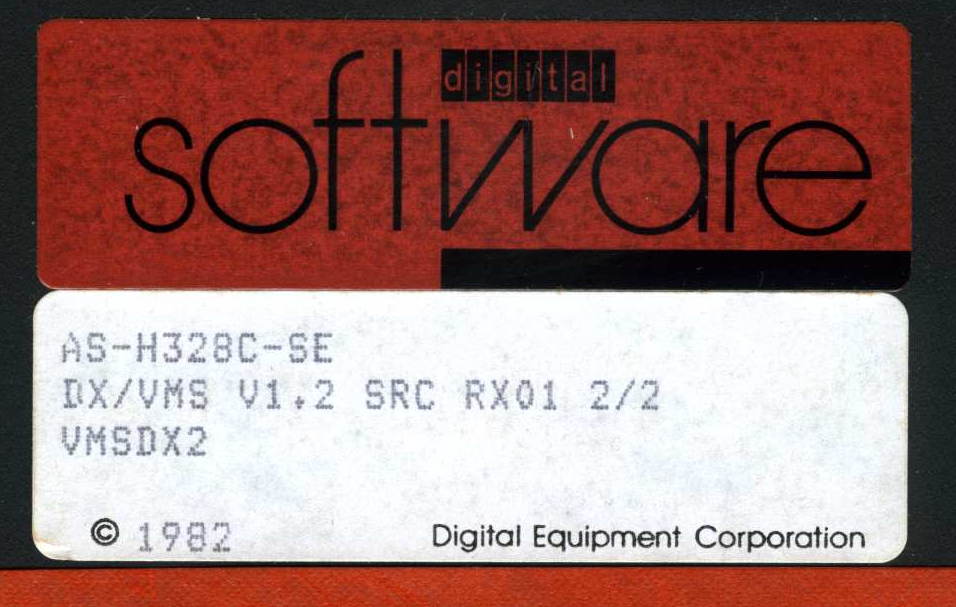 digital
software
AS-H328C-SE
DX/VMS V1.2 SRC RX01 2/2
VMSDX2
© 1982 Digital Equipment Corporation